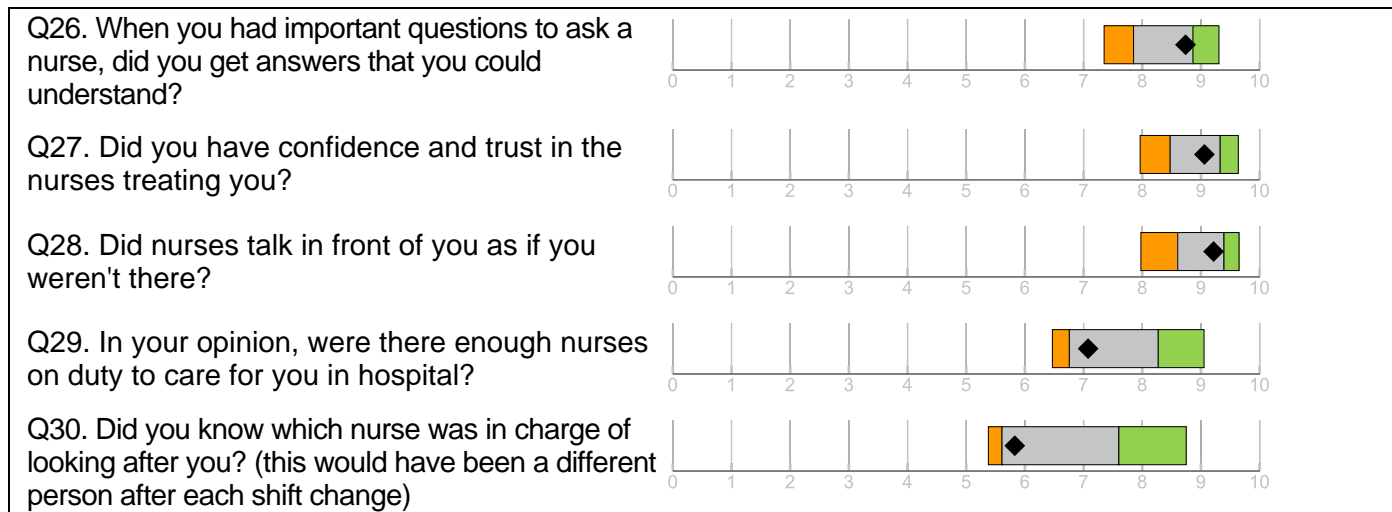 Q26. When you had important questions to ask a
nurse, did you get answers that you could
understand?
0 1 2 3 4 5 6 7 8 9 10
Q27. Did you have confidence and trust in the
nurses treating you?
0 1 2 3 4 5 6 7 8 9 10
Q28. Did nurses talk in front of you as if you
weren't there?
0 1 2 3 4 5 6 7 8 9 10
Q29. In your opinion, were there enough nurses
on duty to care for you in hospital?
0 1 2 3 4 5 6 7 8 9 10
Q30. Did you know which nurse was in charge of
looking after you? (this would have been a different
person after each shift change)
0 1 2 3 4 5 6 7 8 9 10